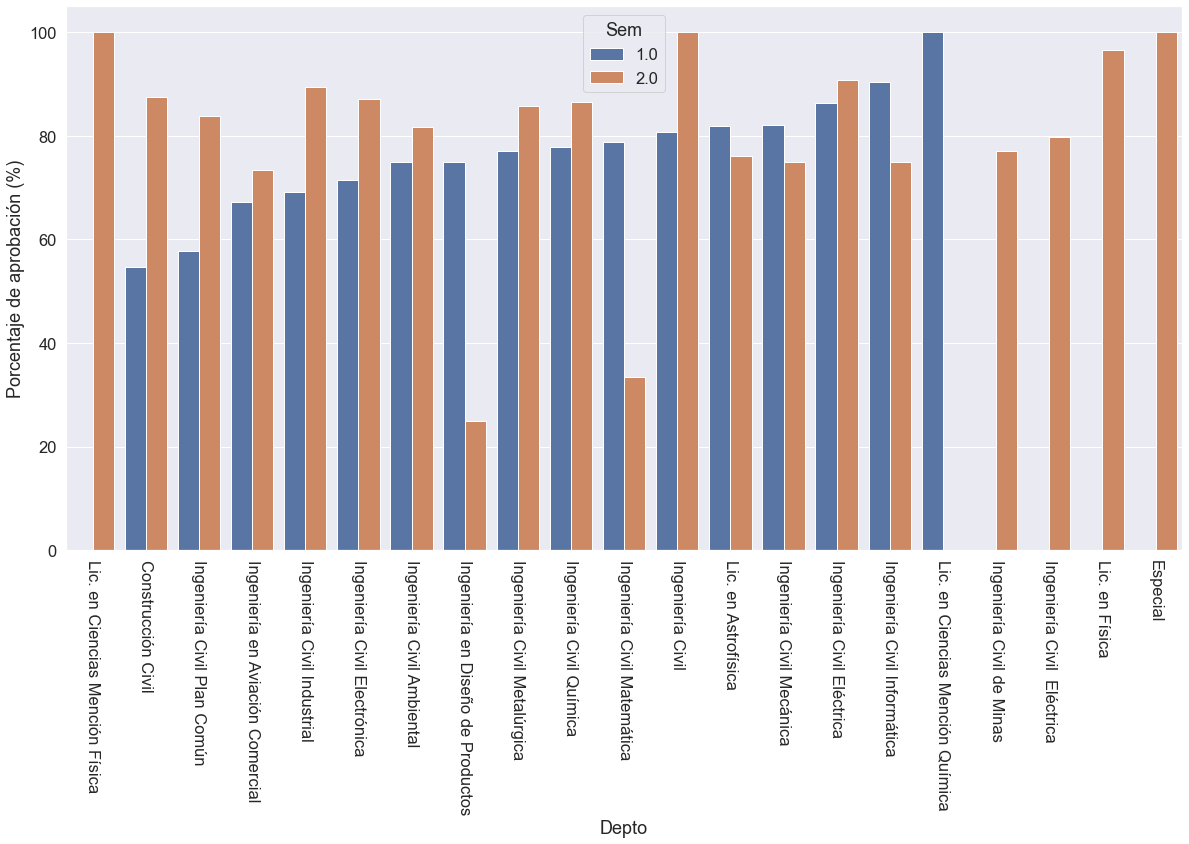 Sem
1.0
2.0
Porcentaje de aprobación (%)
100
80
60
40
20
0
Lic. en Ciencias Mención Física
Construcción Civil
Ingeniería Civil Plan Común
Ingeniería en Aviación Comercial
Ingeniería Civil Industrial
Ingeniería Civil Electrónica
Ingeniería Civil Ambiental
Ingeniería en Diseño de Productos
Ingeniería Civil Metalúrgica
Ingeniería Civil Química
Ingeniería Civil Matemática
Ingeniería Civil
Lic. en Astrofísica
Ingeniería Civil Mecánica
Ingeniería Civil Eléctrica
Ingeniería Civil Informática
Lic. en Ciencias Mención Química
Ingeniería Civil de Minas
Ingeniería Civil  Eléctrica
Lic. en Física
Especial
Depto